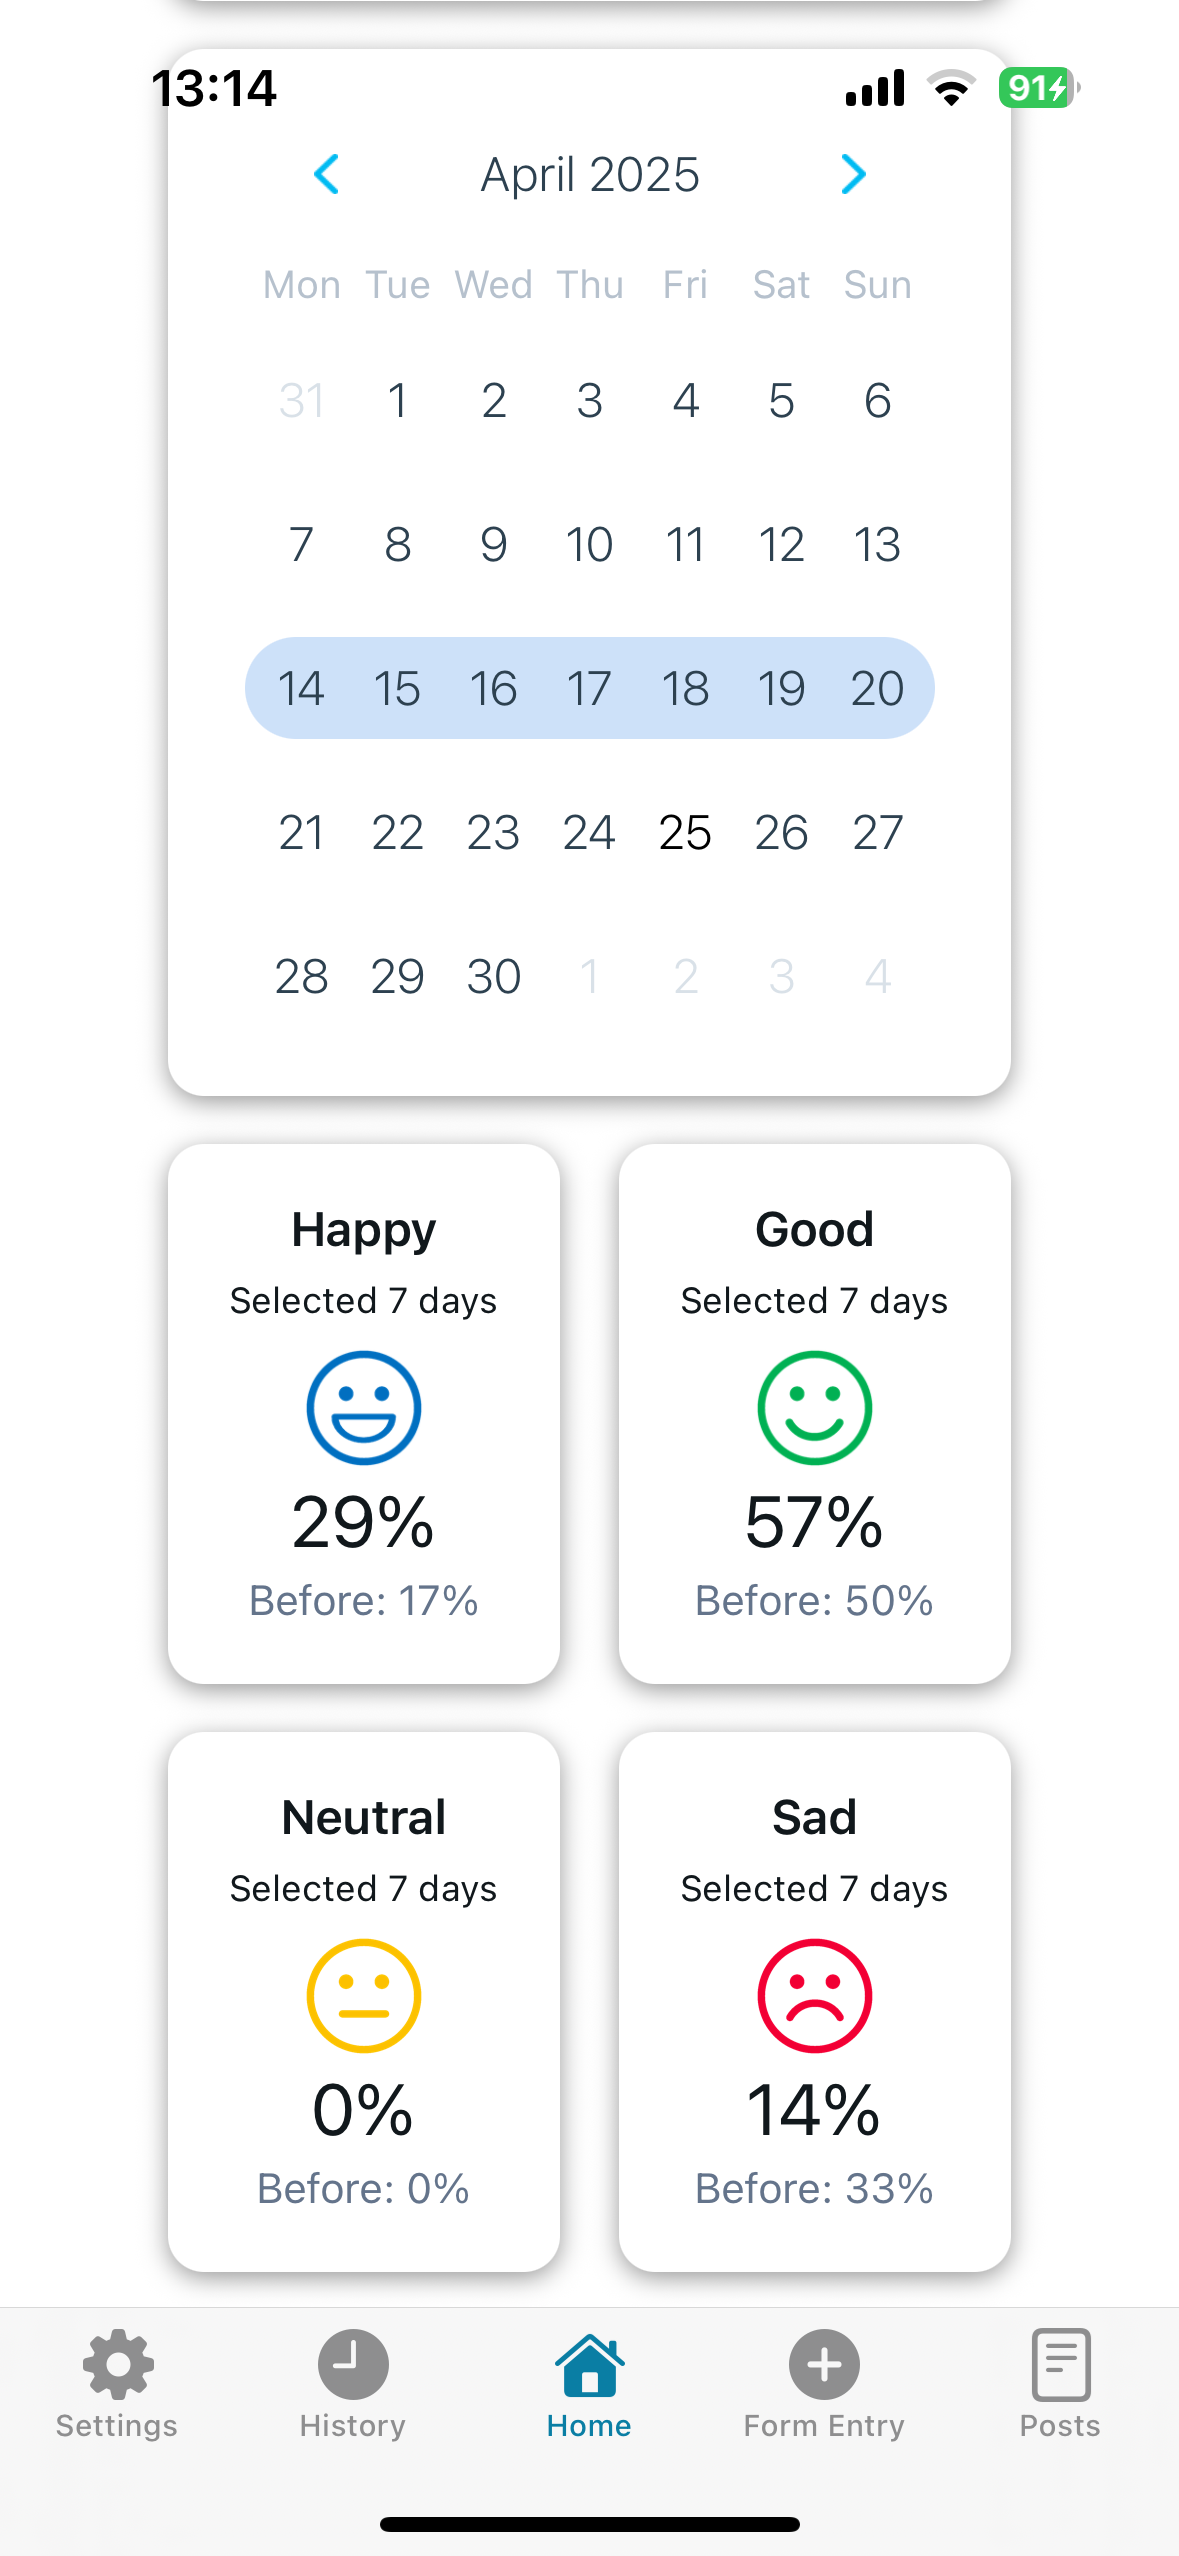 13:14
91
April 2025
Mon Tue Wed Thu Fri Sat Sun
31 1 2 3 4 5 6
7 8 9 10 11 12 13
14 15 16 17 18 19 20
21 22 23 24 25 26 27
28 29 30 1 2 3 4
Happy
Selected 7 days
29%
Before: 17%
Good
Selected 7 days
57%
Before: 50%
Neutral
Selected 7 days
0%
Before: 0%
Sad
Selected 7 days
14%
Before: 33%
Settings
History
Home
Form Entry
Posts